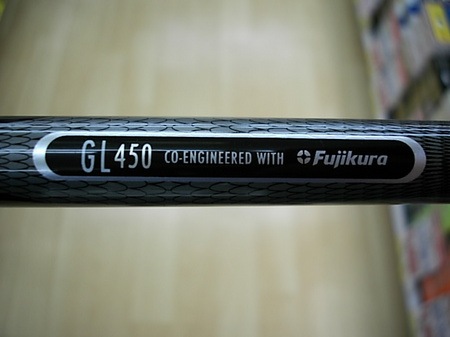 GL450 CO-ENGINEERED WITH Fujikura